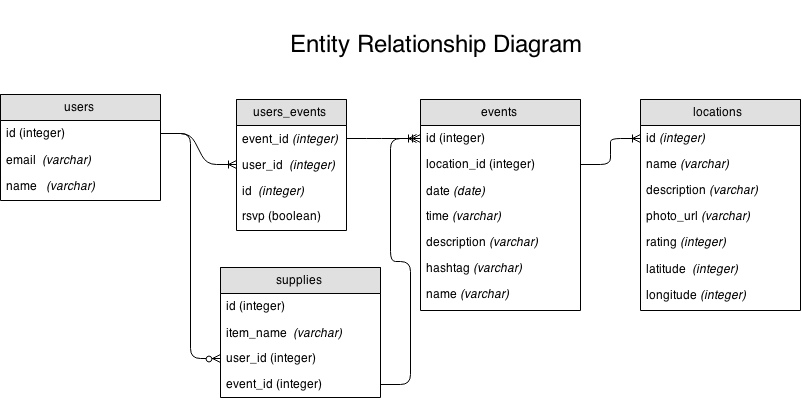 Entity Relationship Diagram
users
id (integer)
email (varchar)
name (varchar)
users_events
event_id (integer)
user_id (integer)
id (integer)
rsvp (boolean)
events
id (integer)
location_id (integer)
date (date)
time (varchar)
description (varchar)
hashtag (varchar)
name (varchar)
locations
id (integer)
name (varchar)
description (varchar)
photo_url (varchar)
rating (integer)
latitude (integer)
longitude (integer)
supplies
id (integer)
item_name (varchar)
user_id (integer)
event_id (integer)